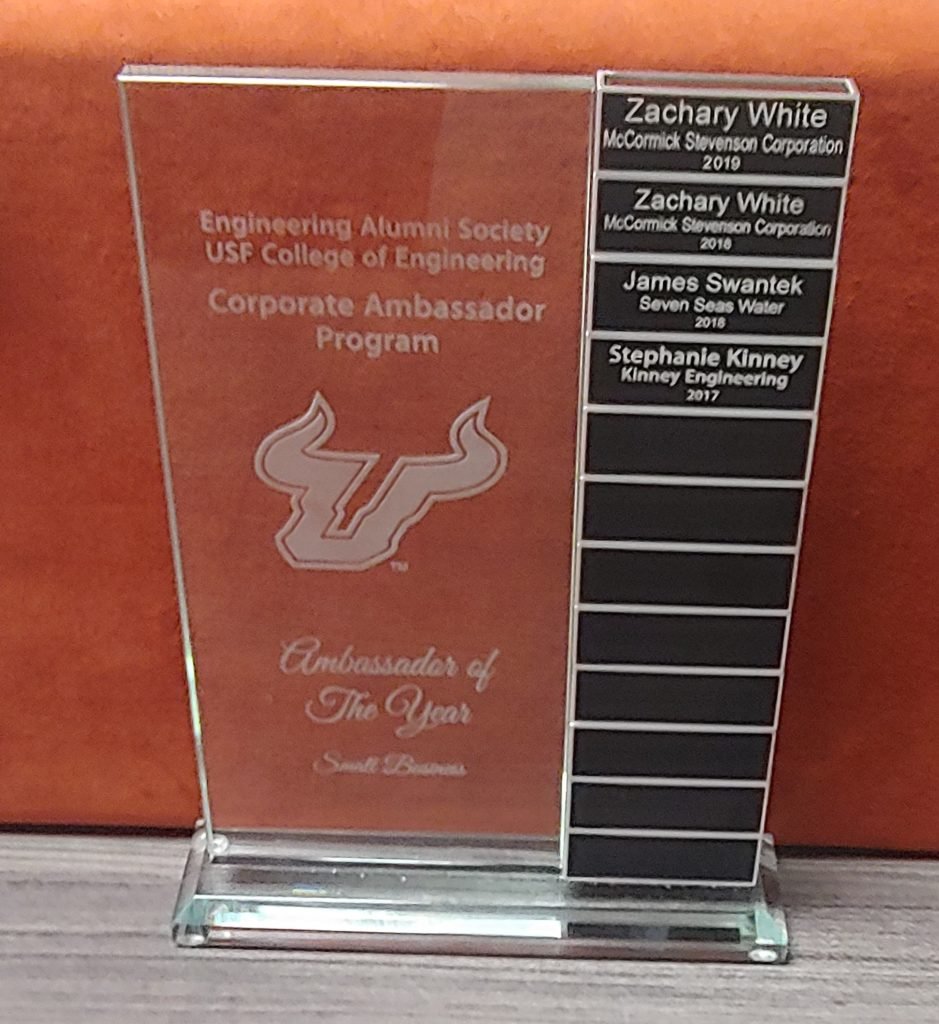 Engineering Alumni Society
USF College of Engineering
Corporate Ambassador
Program
TM
Ambassador of
The Year
Small Business
Zachary White
McCormick Stevenson Corporation
2019
Zachary White
McCormick Stevenson Corporation
2018
James Swantek
Seven Seas Water
2018
Stephanie Kinney
Kinney Engineering
2017